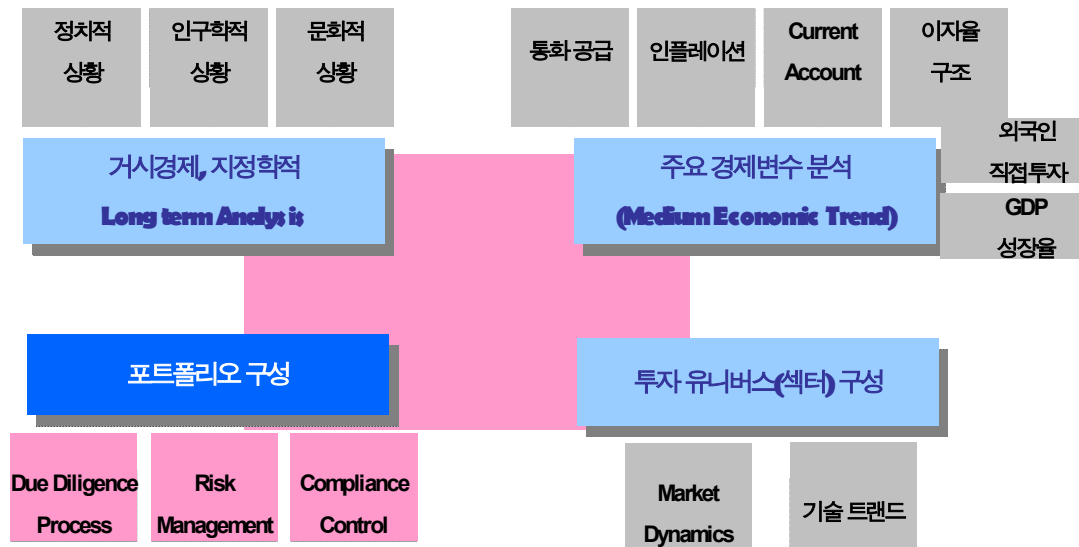 정치적
상황
인구학적
상황
문화적
상황
통화 공급
인플레이션
Current
Account
이자율
구조
외국인
직접투자
GDP
성장율
거시경제, 지정학적
Long term Analysis
주요 경제변수 분석
(Medium Economic Trend)
포트폴리오 구성
투자 유니버스(섹터) 구성
Due Diligence
Process
Risk
Management
Compliance
Control
Market
Dynamics
기술 트랜드